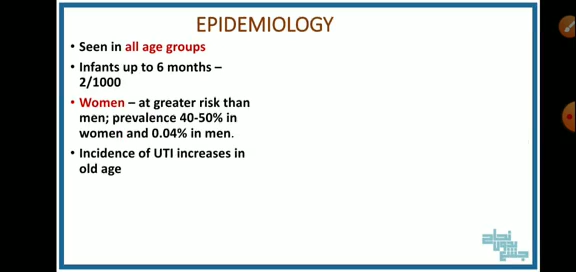 EPIDEMIOLOGY
• Seen in all age groups
• Infants up to 6 months –
2/1000
• Women – at greater risk than
men; prevalence 40-50% in
women and 0.04% in men.
• Incidence of UTI increases in
old age